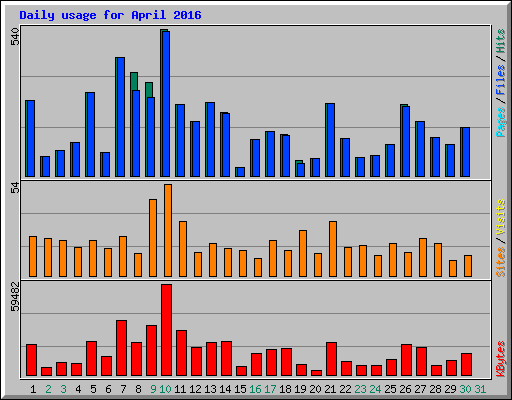 Daily usage for April 2016
540
Pages / Files / Hits
54
Sites / Visits
59482
KBytes
1 2 3 4 5 6 7 8 9 10 11 12 13 14 15 16 17 18 19 20 21 22 23 24 25 26 27 28 29 30 31